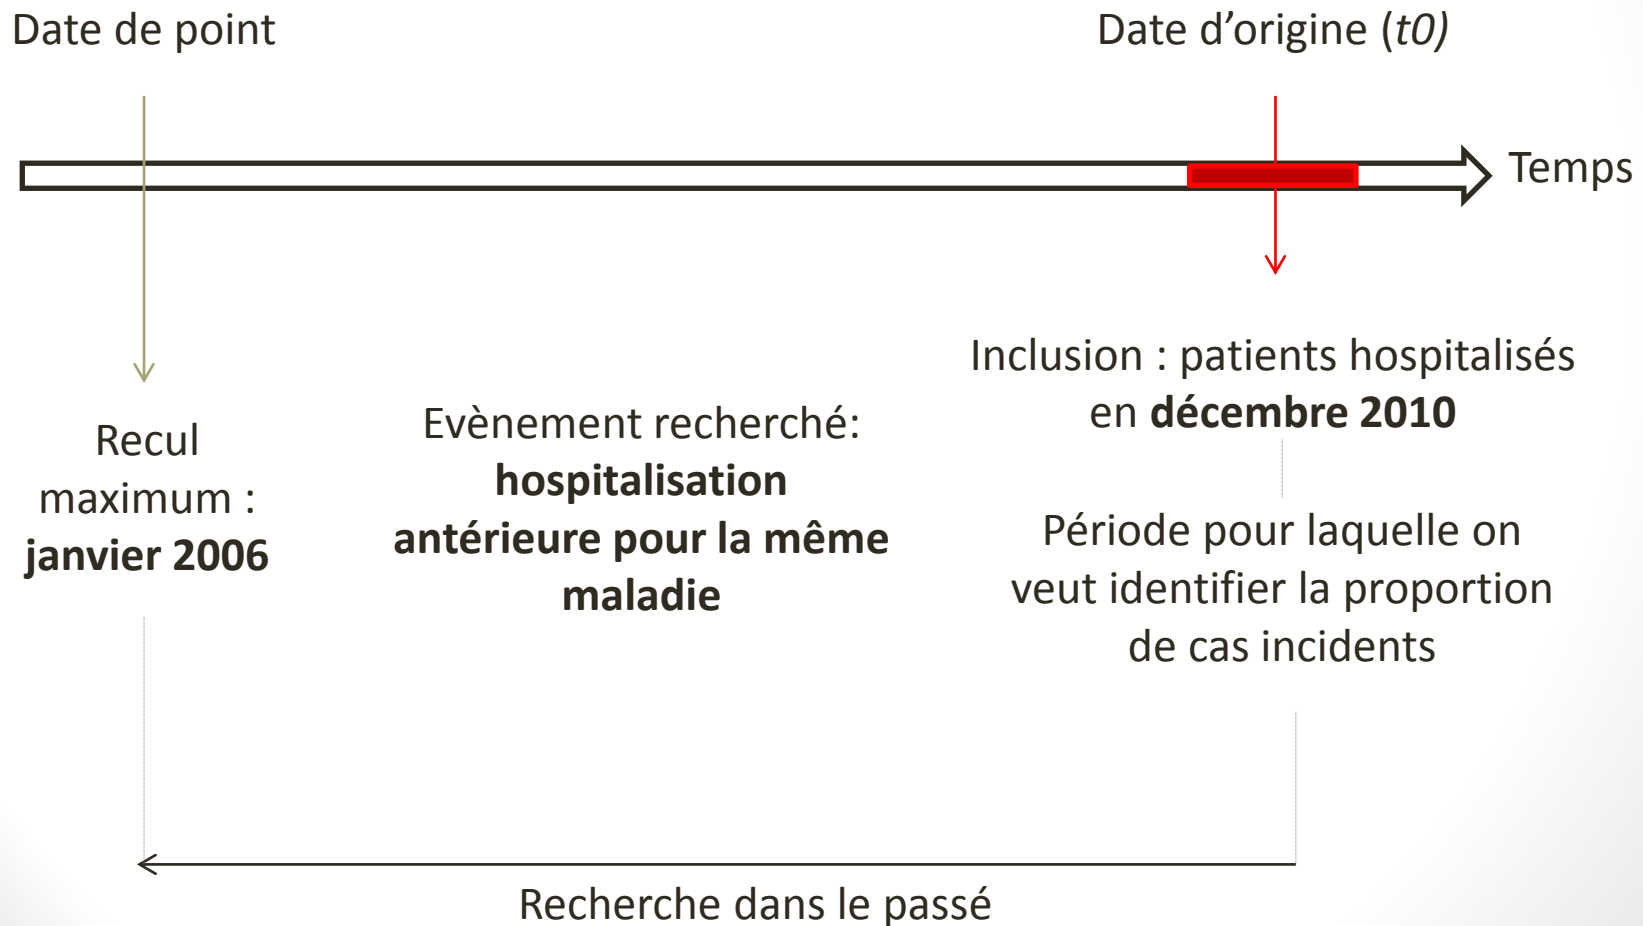 Date de point
Date d'origine (t0)
Temps
Recul
maximum :
janvier 2006
Evènement recherché:
hospitalisation
antérieure pour la même
maladie
Inclusion : patients hospitalisés
en décembre 2010
Période pour laquelle on
veut identifier la proportion
de cas incidents
Recherche dans le passé